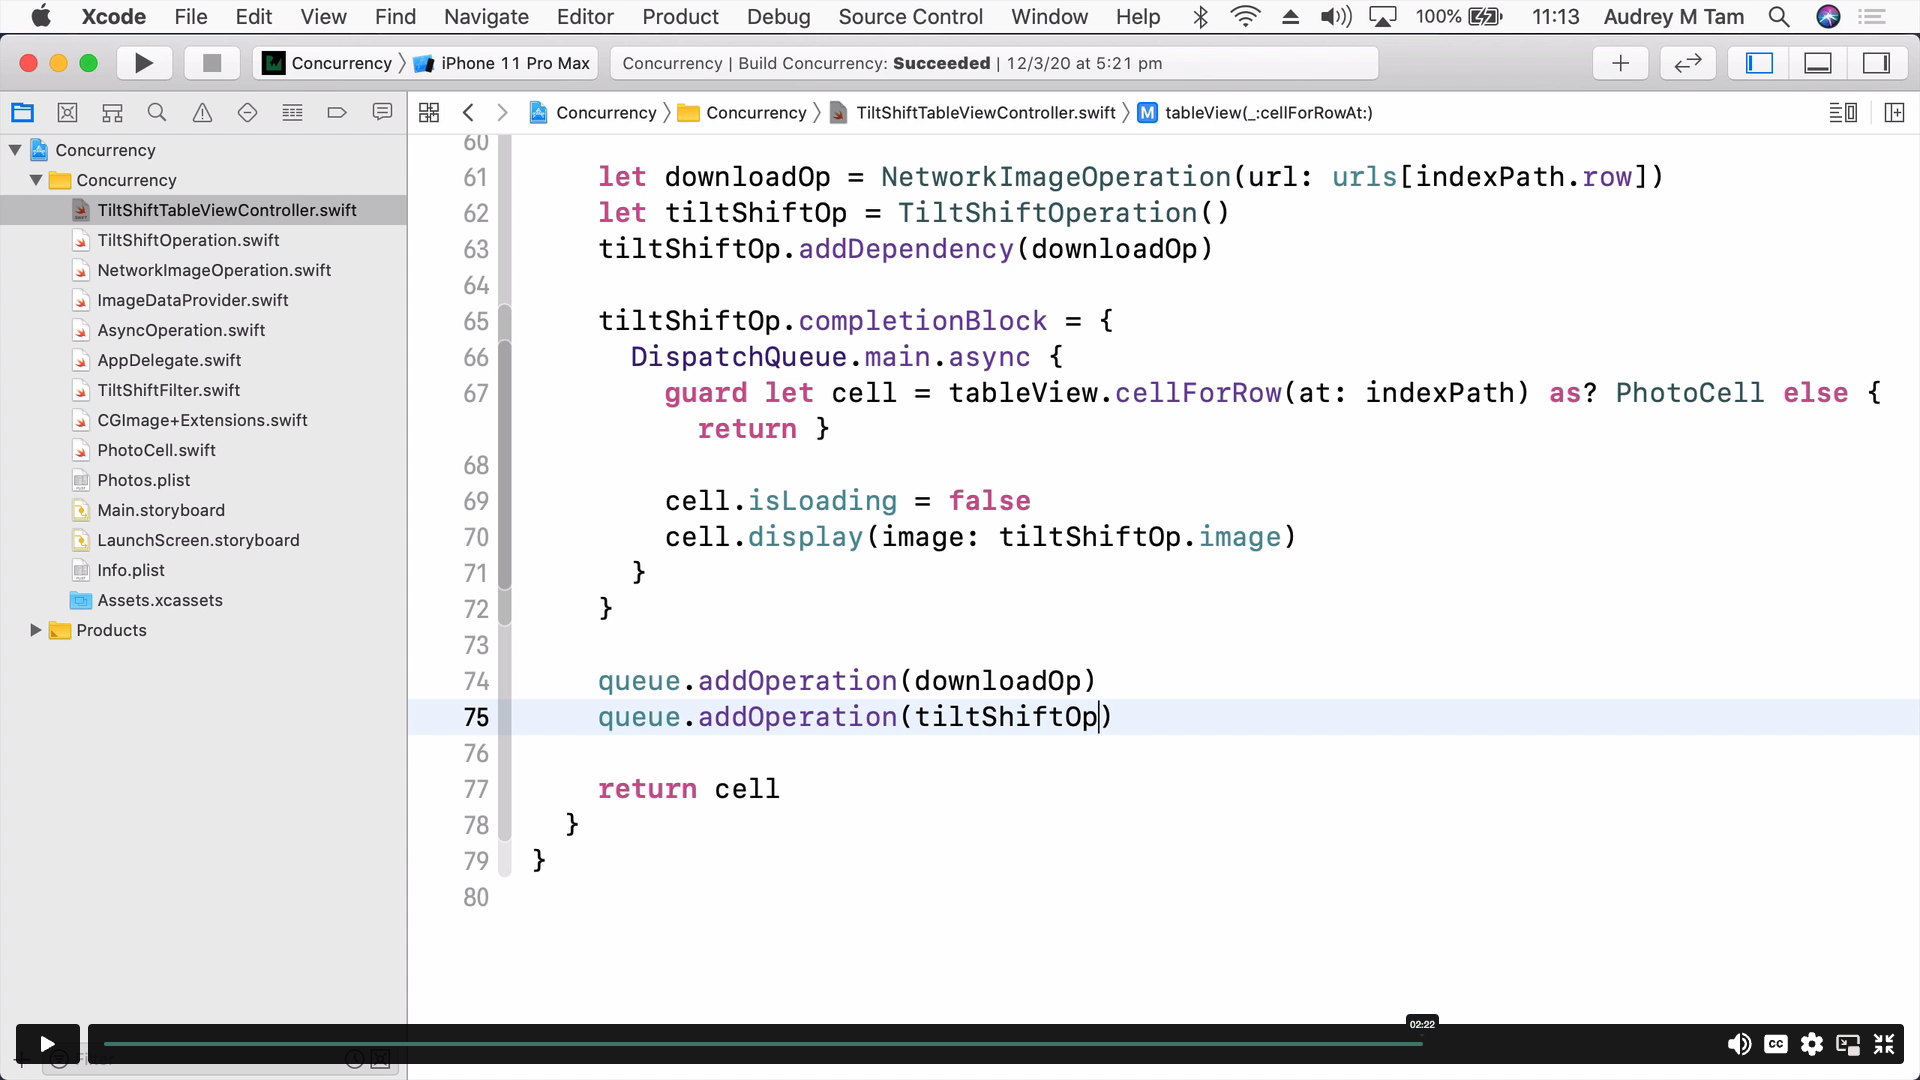 Xcode File Edit View Find Navigate Editor Product Debug Source Control Window Help 100% 11:13 Audrey M Tam
Concurrency iPhone 11 Pro Max Concurrency | Build Concurrency: Succeeded | 12/3/20 at 5:21 pm
Concurrency Concurrency TiltShiftTableViewController.swift M tableView(_:cellForRowAt:)
Concurrency
Concurrency
TiltShiftTableViewController.swift
TiltShiftOperation.swift
NetworkImageOperation.swift
ImageDataProvider.swift
AsyncOperation.swift
AppDelegate.swift
TiltShiftFilter.swift
CGImage+Extensions.swift
PhotoCell.swift
Photos.plist
Main.storyboard
LaunchScreen.storyboard
Info.plist
Assets.xcassets
Products
60
61 let downloadOp = NetworkImageOperation(url: urls[indexPath.row])
62 let tiltShiftOp = TiltShiftOperation()
63 tiltShiftOp.addDependency(downloadOp)
64
65 tiltShiftOp.completionBlock = {
66 DispatchQueue.main.async {
67 guard let cell = tableView.cellForRow(at: indexPath) as? PhotoCell else {
return }
68
69 cell.isLoading = false
70 cell.display(image: tiltShiftOp.image)
71 }
72 }
73
74 queue.addOperation(downloadOp)
75 queue.addOperation(tiltShiftOp)
76
77 return cell
78 }
79 }
80
02:22
Filter
CC